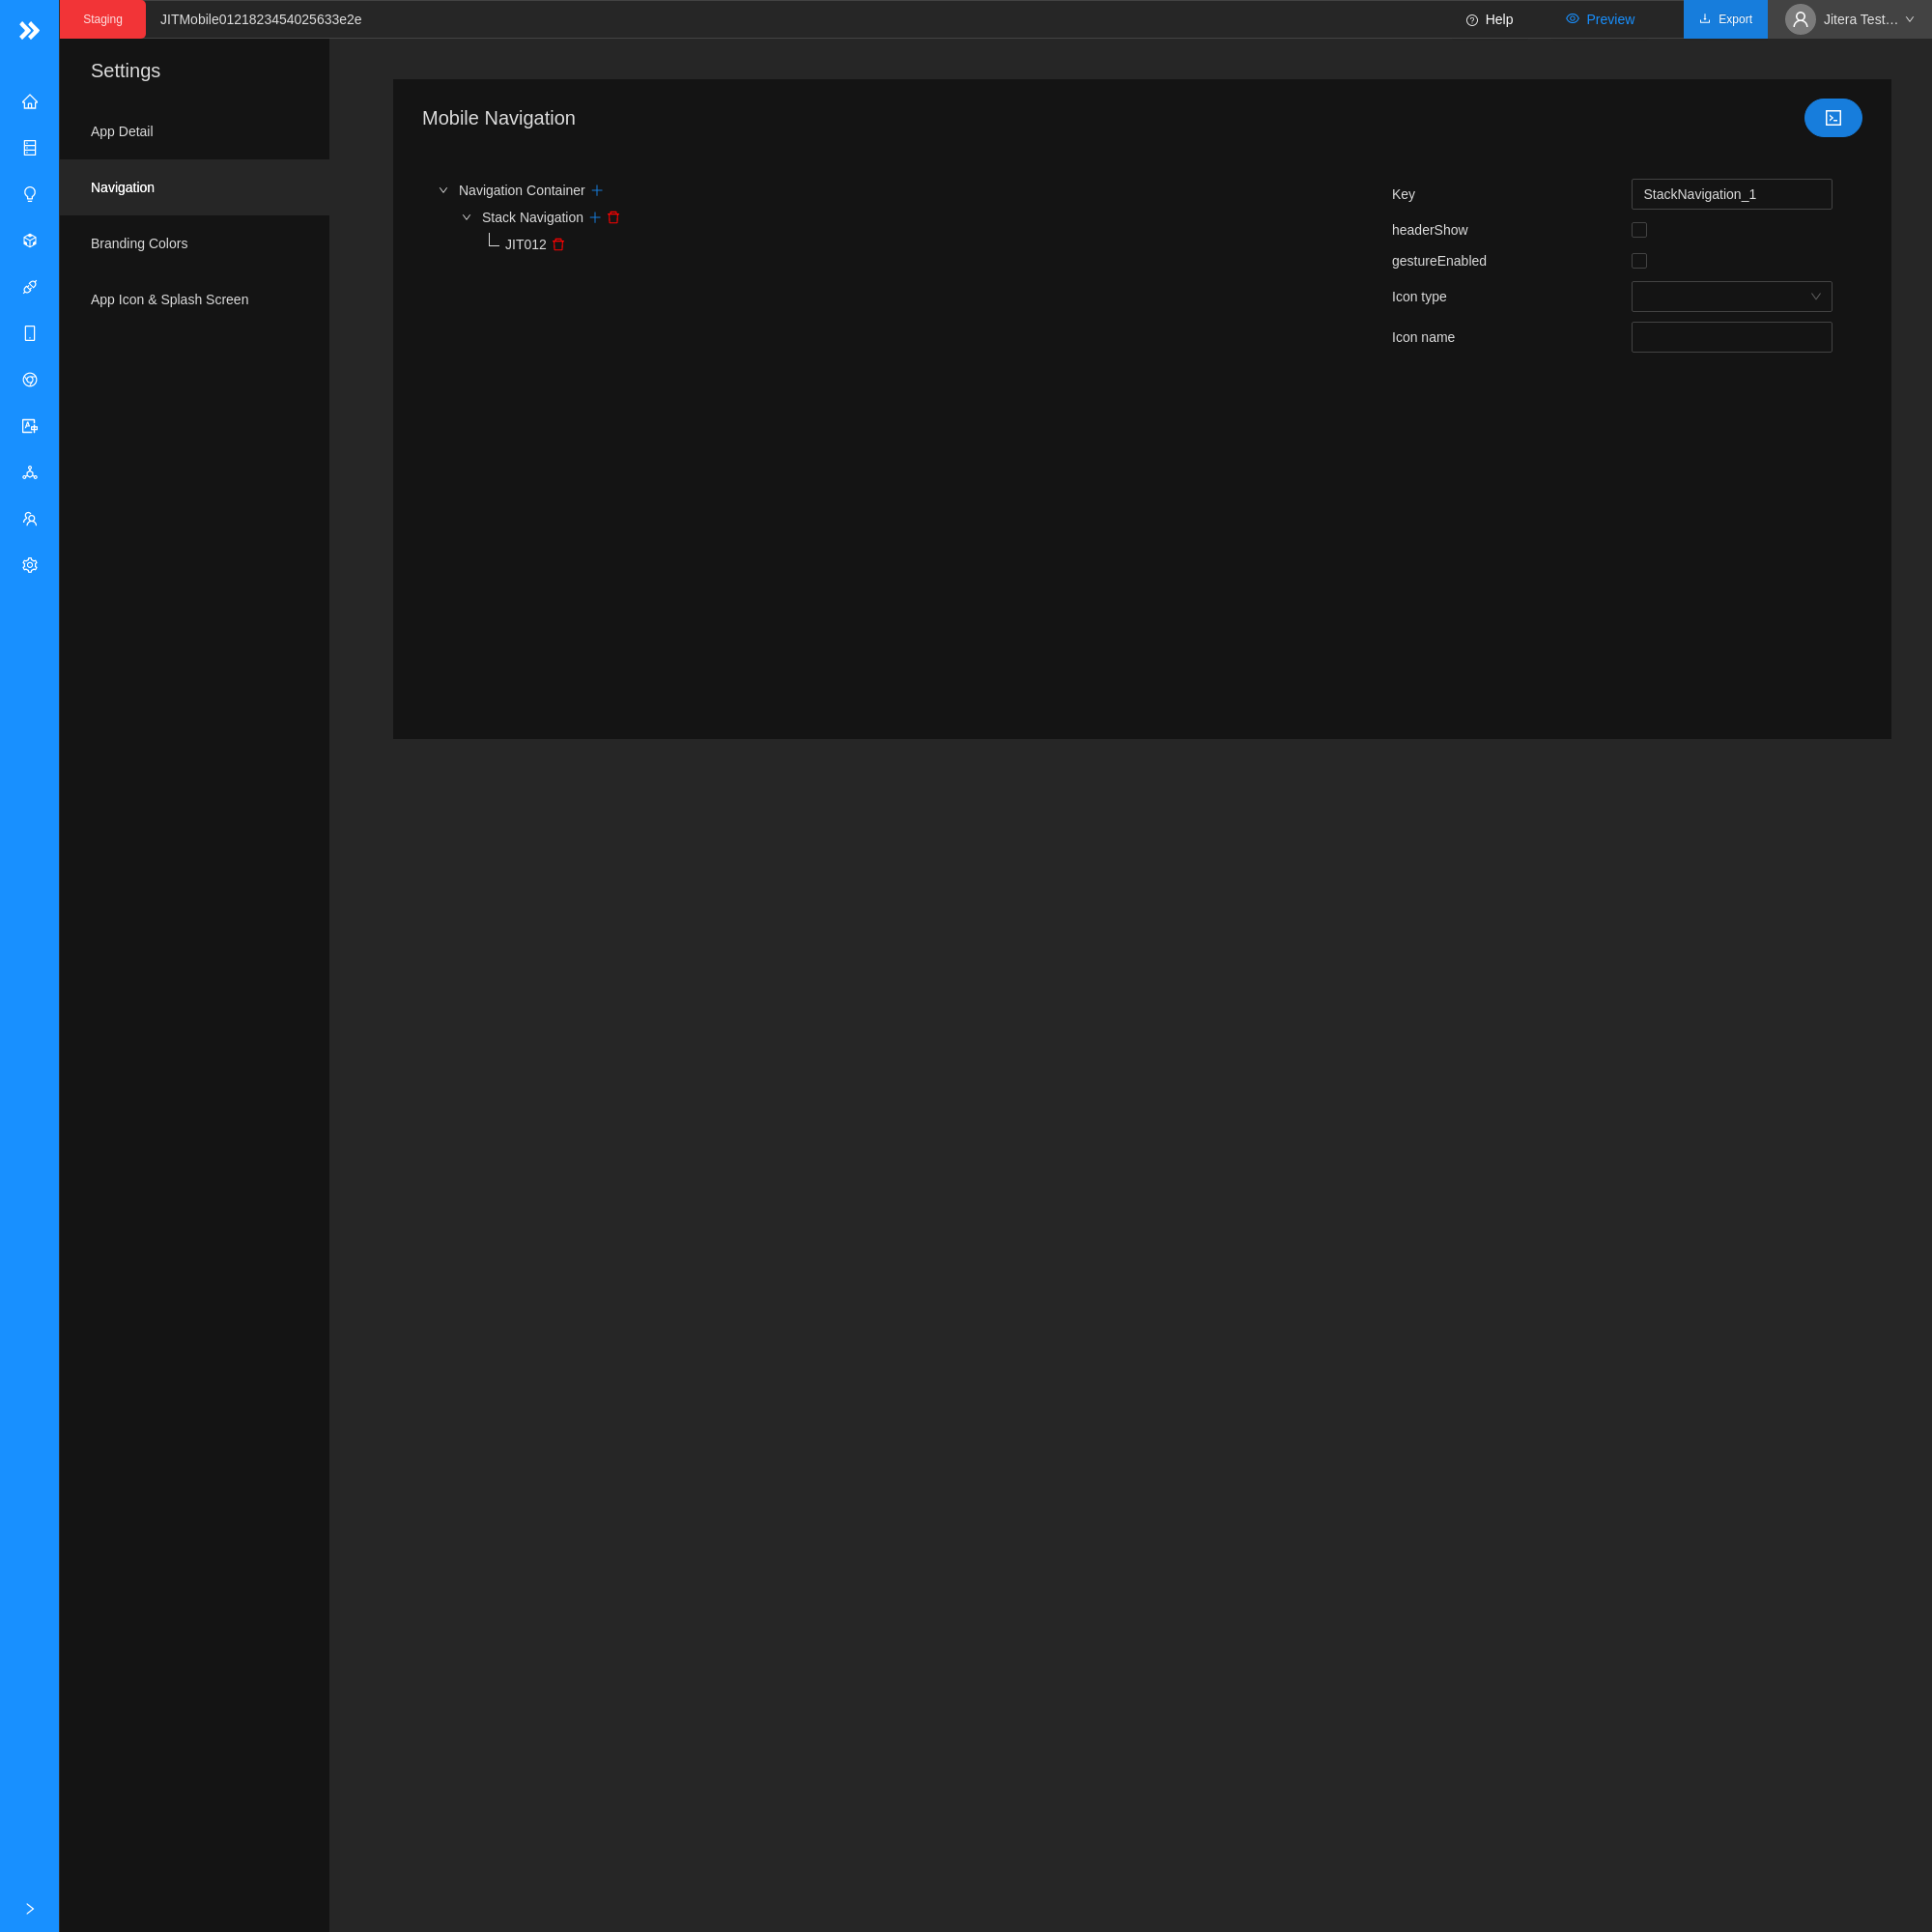 Staging
JITMobile0121823454025633e2e
Help
Preview
Export
Jitera Test…
Settings
App Detail
Navigation
Branding Colors
App Icon & Splash Screen
Mobile Navigation
Navigation Container
Stack Navigation
JIT012
Key
StackNavigation_1
headerShow
gestureEnabled
Icon type
Icon name